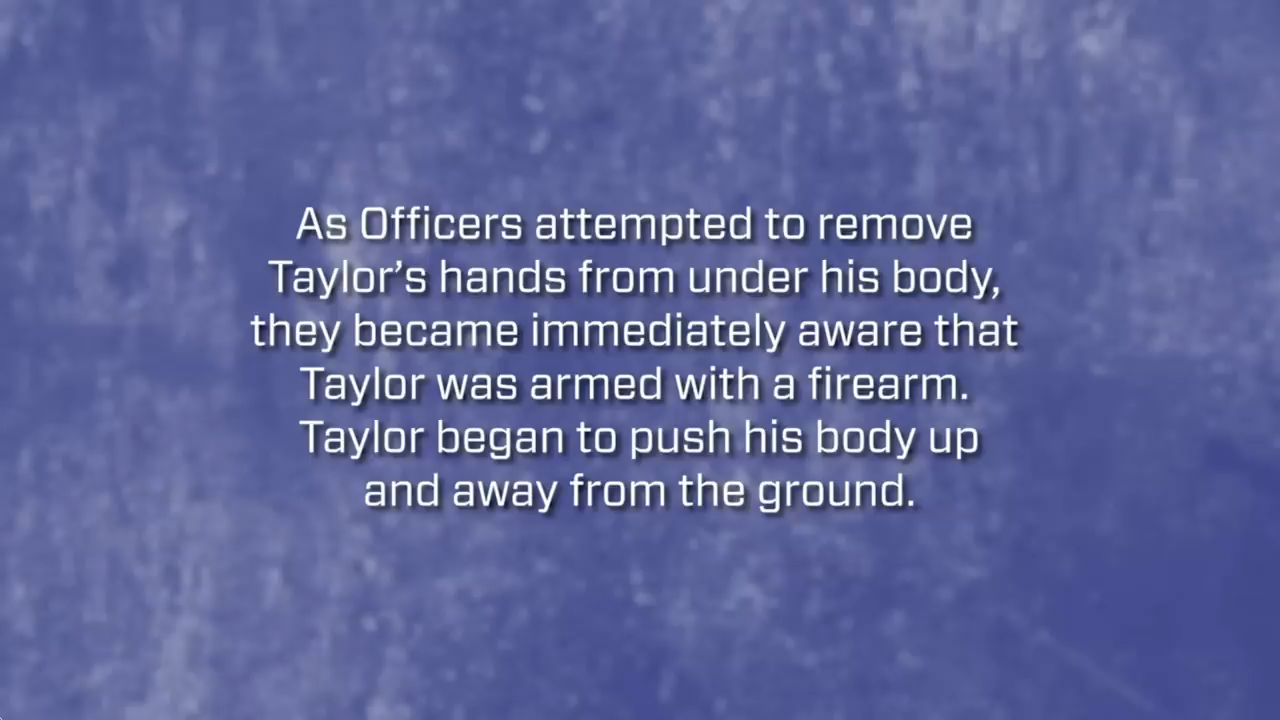 As Officers attempted to remove
Taylor’s hands from under his body,
they became immediately aware that
Taylor was armed with a firearm.
Taylor began to push his body up
and away from the ground.